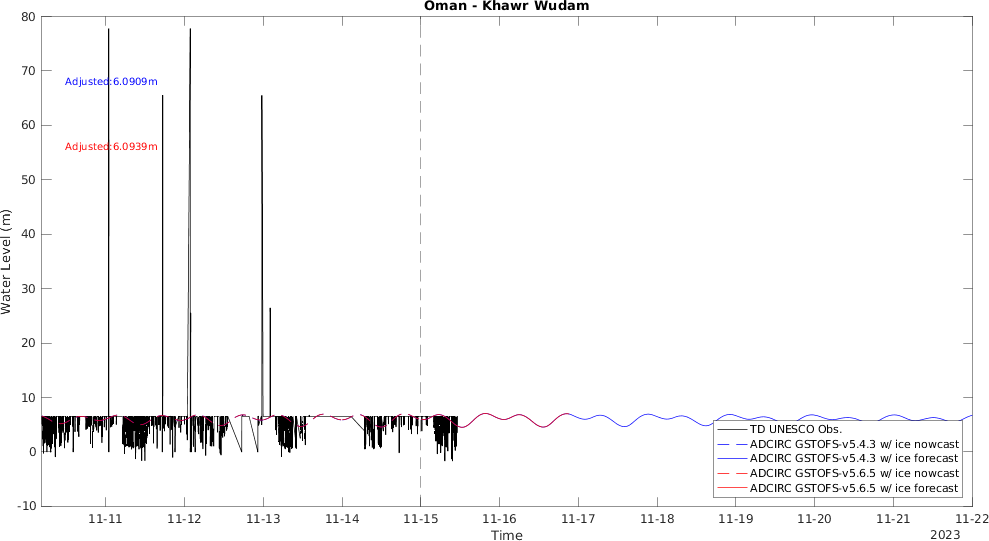 Oman - Khawr Wudam
80
70
60
50
40
30
20
10
0
-10
Water Level (m)
Adjusted:6.0909m
Adjusted:6.0939m
TD UNESCO Obs.
ADCIRC GSTOFS-v5.4.3 w/ ice nowcast
ADCIRC GSTOFS-v5.4.3 w/ ice forecast
ADCIRC GSTOFS-v5.6.5 w/ ice nowcast
ADCIRC GSTOFS-v5.6.5 w/ ice forecast
11-11 11-12 11-13 11-14 11-15 11-16 11-17 11-18 11-19 11-20 11-21 11-22
Time
2023